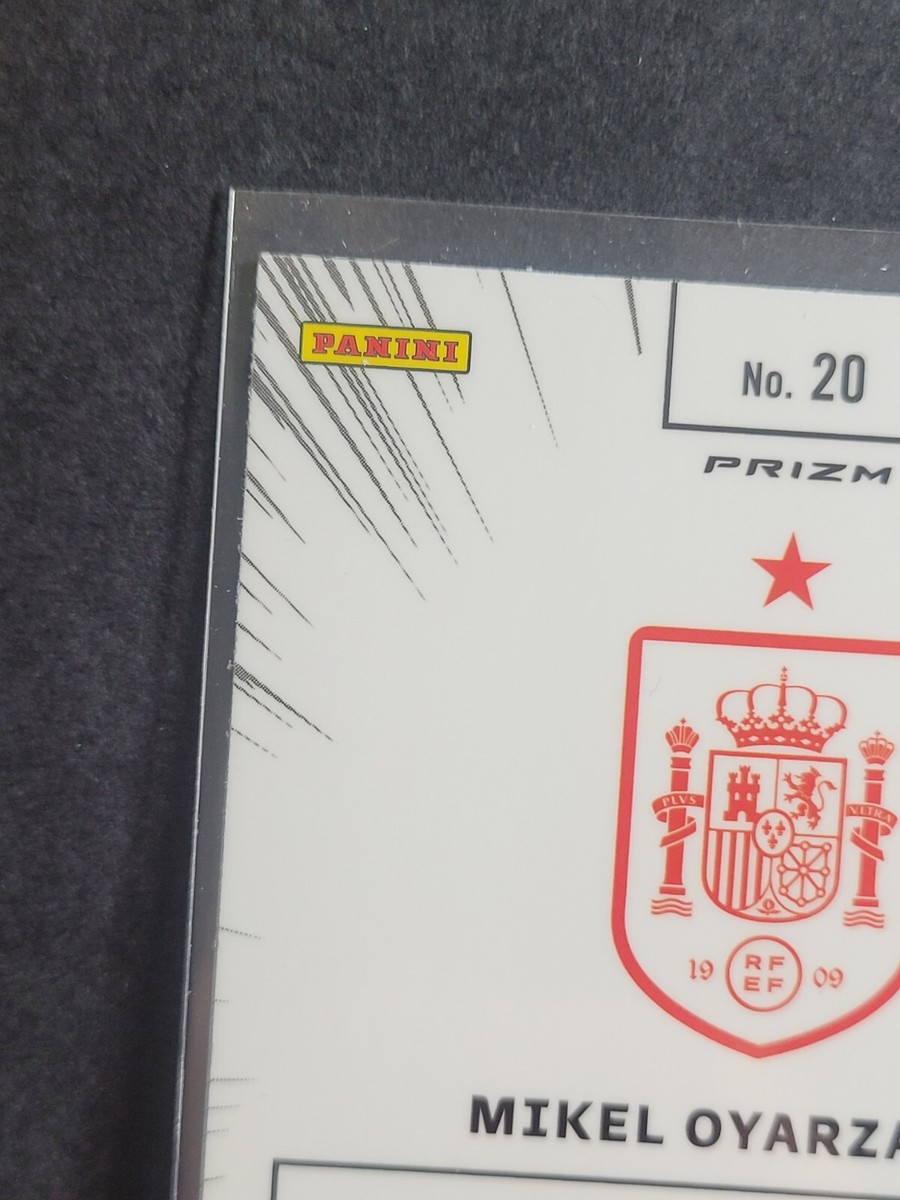 PANINI
No. 20
PRIZM
PLVS
VLTRA
19 RF 09
EF
MIKEL OYARZA